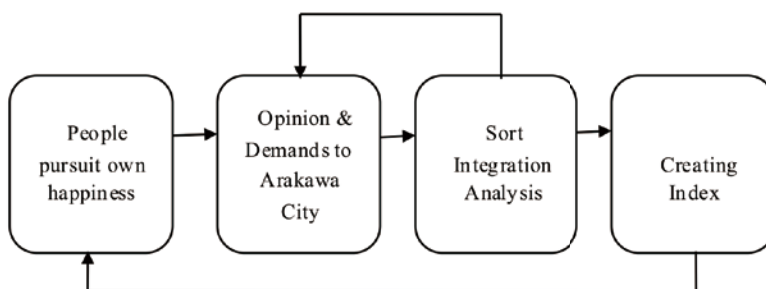 People
pursuit own
happiness
Opinion &
Demands to
Arakawa
City
Sort
Integration
Analysis
Creating
Index